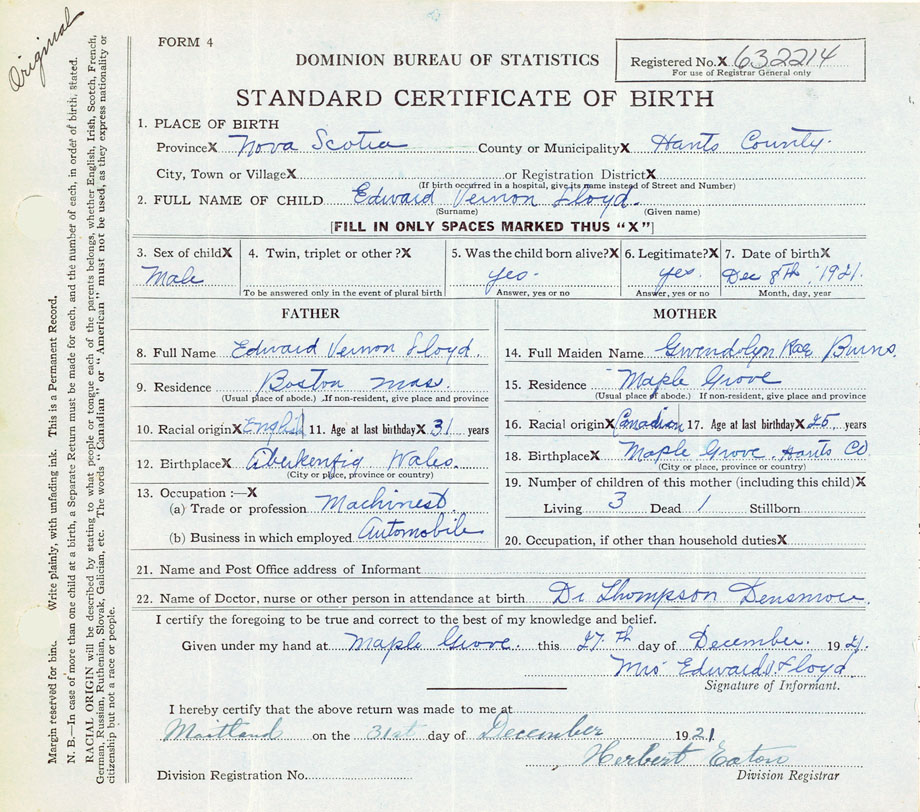 Original
FORM 4
DOMINION BUREAU OF STATISTICS
Registered No. X 632214
For use of Registrar General only
STANDARD CERTIFICATE OF BIRTH
1. PLACE OF BIRTH
Province X Nova Scotia County or Municipality X Hants County.
City, Town or Village X or Registration District X
(If birth occurred in a hospital, give its name instead of Street and Number)
2. FULL NAME OF CHILD Edward Vernon Lloyd.
(Surname) (Given name)
[FILL IN ONLY SPACES MARKED THUS "X"]
3. Sex of child X Male
4. Twin, triplet or other? X
To be answered only in the event of plural birth
5. Was the child born alive? X yes.
Answer, yes or no
6. Legitimate? X yes.
Answer, yes or no
7. Date of birth X Dec 8th, 1921.
Month, day, year
FATHER
8. Full Name Edward Vernon Lloyd.
9. Residence Boston Mas.
(Usual place of abode.) If non-resident, give place and province
10. Racial origin X English 11. Age at last birthday X 31 years
12. Birthplace X Aberkenfig Wales.
(City or place, province or country)
13. Occupation :— X
(a) Trade or profession Machinest
(b) Business in which employed Automobile
MOTHER
14. Full Maiden Name Gwendolyn Rae Burns.
15. Residence Maple Grove
(Usual place of abode) If non-resident, give place and province
16. Racial origin X Canadian 17. Age at last birthday X 25 years
18. Birthplace X Maple Grove. Hants Co
(City or place, province or country)
19. Number of children of this mother (including this child) X
Living 3 Dead 1 Stillborn
20. Occupation, if other than household duties X
21. Name and Post Office address of Informant
22. Name of Doctor, nurse or other person in attendance at birth Dr Thompson Densmore.
I certify the foregoing to be true and correct to the best of my knowledge and belief.
Given under my hand at Maple Grove. this 27th day of December. 1921.
Mrs Edward V Lloyd
Signature of Informant.
I hereby certify that the above return was made to me at
Maitland on the 31st day of December 1921
Herbert Eaton
Division Registrar No. Division Registrar
Margin reserved for bin. Write plainly, with unfading ink. This is a Permanent Record.
N. B.—In case of more than one child at a birth, a Separate Return must be made for each, and the number of each, in order of birth, stated.
RACIAL ORIGIN will be described by stating to what people or tongue each of the parents belongs, whether English, Irish, Scotch, French,
German, Russian, Ruthenian, Slovak, Galician, etc. The words "Canadian" or "American" must not be used, as they express nationality or
citizenship but not a race or people.